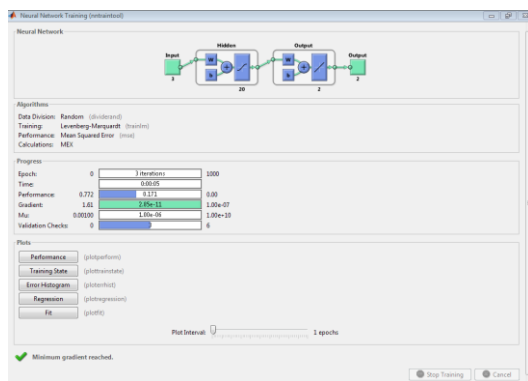 Neural Network Training (nntraintool)
Neural Network
Hidden Output
Input Output
W W
b b
3 2
20 2
Algorithms
Data Division: Random (dividerand)
Training: Levenberg-Marquardt (trainlm)
Performance: Mean Squared Error (mse)
Calculations: MEX
Progress
Epoch: 0 3 iterations 1000
Time: 0:00:05
Performance: 0.772 0.171 0.00
Gradient: 1.61 2.85e-11 1.00e-07
Mu: 0.00100 1.00e-06 1.00e+10
Validation Checks: 0 6
Plots
Performance (plotperform)
Training State (plottrainstate)
Error Histogram (ploterrhist)
Regression (plotregression)
Fit (plotfit)
Plot Interval: 1 epochs
Minimum gradient reached.
Stop Training Cancel